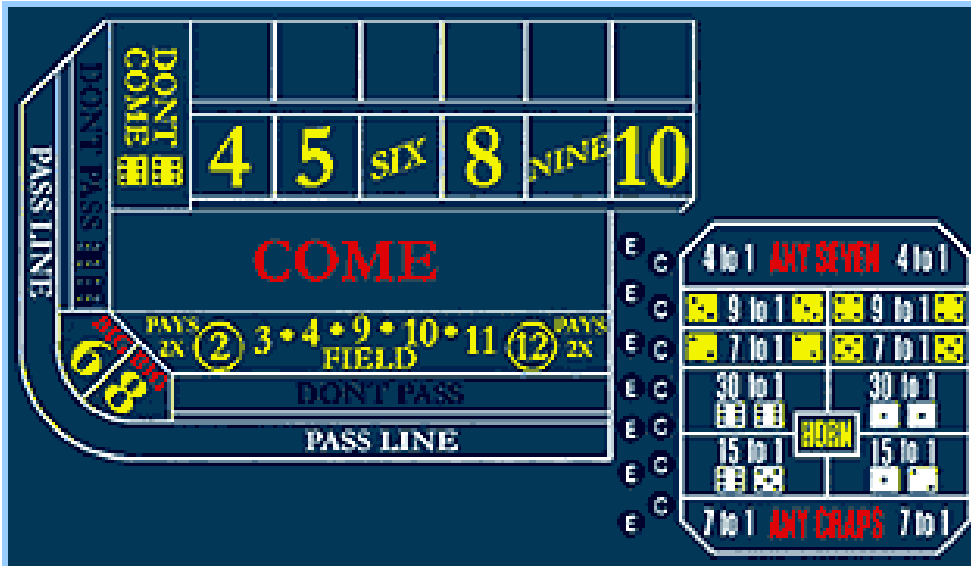 DONT COME
4 5 SIX 8 NINE 10
PASS LINE
DONT PASS
COME
PAYS 2X
2
3 • 4 • 9 • 10 • 11
12
PAYS 2X
FIELD
BIG 6
BIG 8
DONT PASS
PASS LINE
E
C
E
C
E
C
E
C
E
C
E
C
E
C
E
4 to 1 ANY SEVEN 4 to 1
9 to 1 9 to 1
7 to 1 7 to 1
30 to 1 30 to 1
HORN
15 to 1 15 to 1
7 to 1 ANY CRAPS 7 to 1